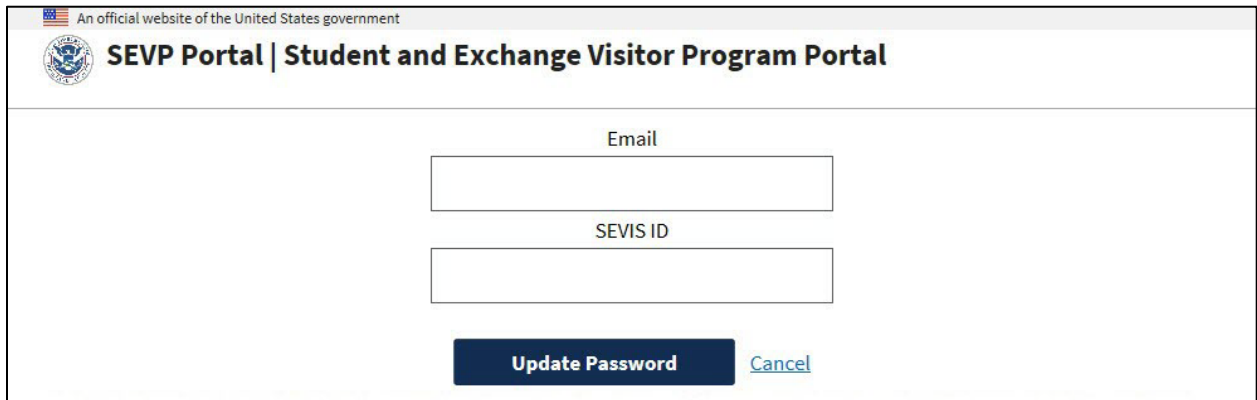 An official website of the United States government
SEVP Portal | Student and Exchange Visitor Program Portal
Email
SEVIS ID
Update Password Cancel